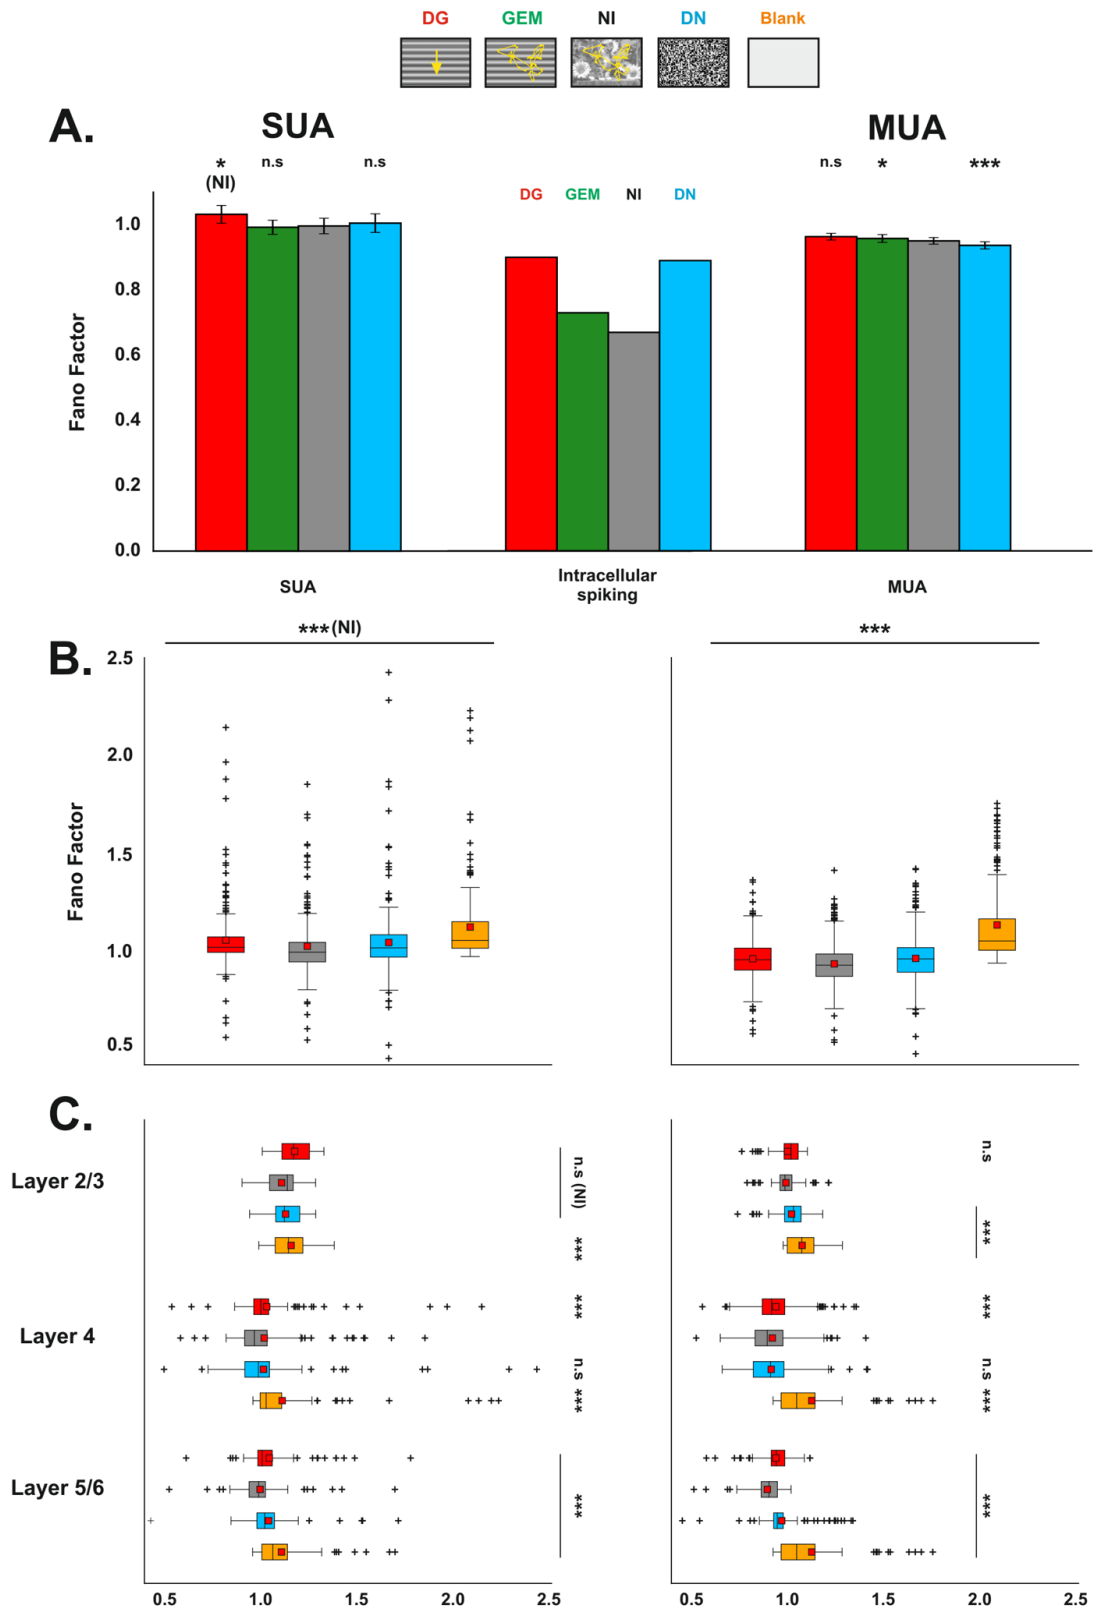 DG GEM NI DN Blank
A. SUA MUA
* n.s n.s n.s * ***
(NI)
DG GEM NI DN
1.0
0.8
0.6
0.4
0.2
0.0
Fano Factor
SUA Intracellular spiking MUA
***(NI) ***
B.
2.5
2.0
1.5
1.0
0.5
Fano Factor
C.
Layer 2/3
n.s (NI)
***
n.s
***
Layer 4
***
n.s
***
***
n.s
***
Layer 5/6
***
***
0.5 1.0 1.5 2.0 2.5 0.5 1.0 1.5 2.0 2.5